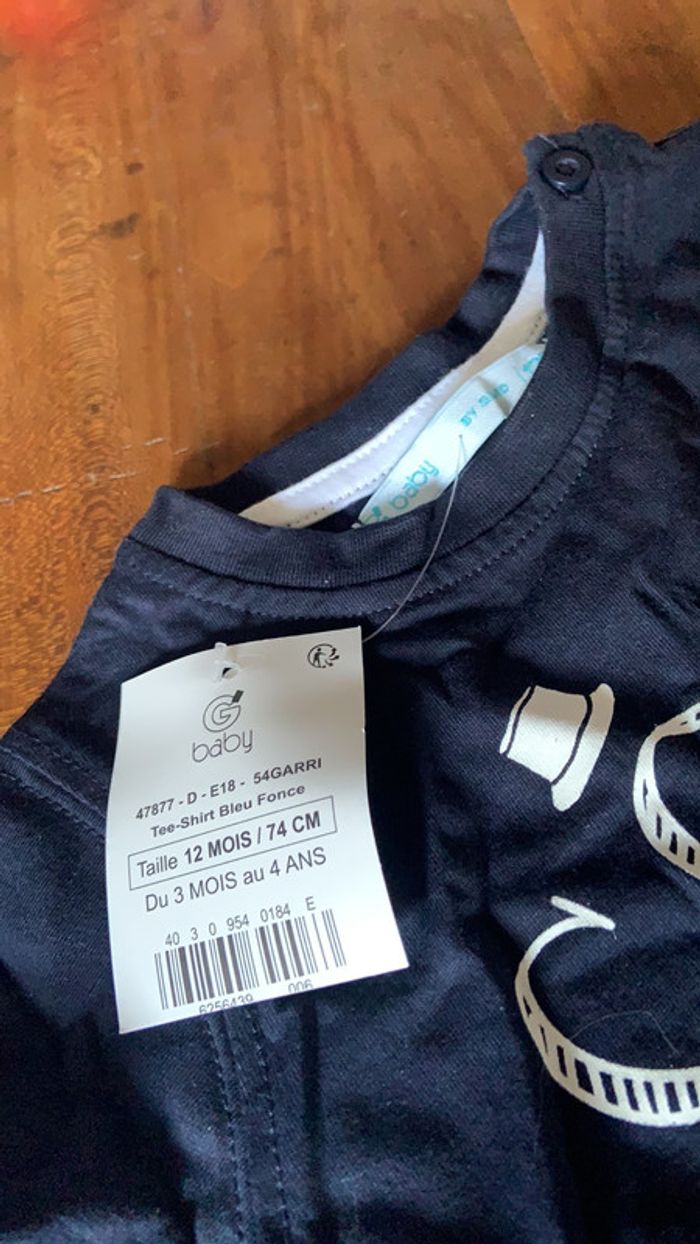 baby
G
baby
47877 - D - E18 - 54GARRI
Tee-Shirt Bleu Fonce
Taille 12 MOIS / 74 CM
Du 3 MOIS au 4 ANS
40 3 0 954 0184 E
6256439 006